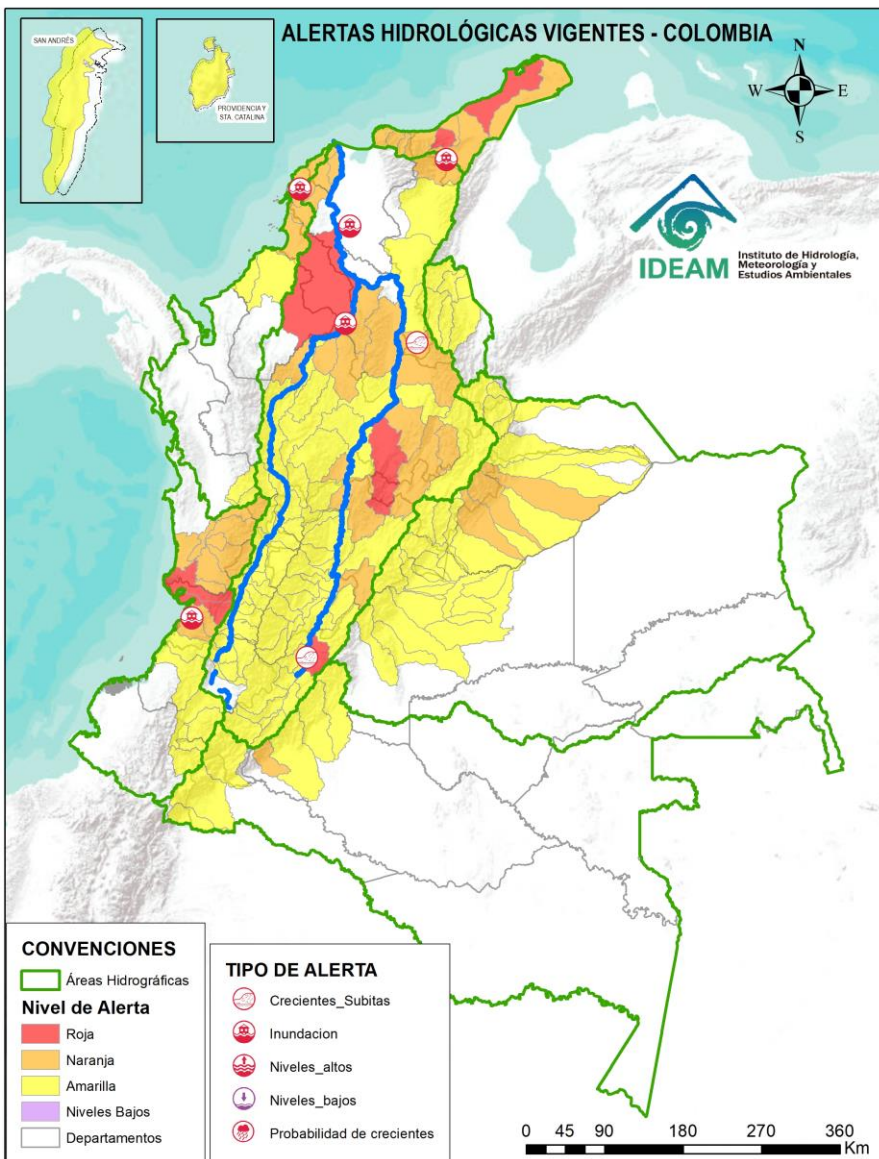 ALERTAS HIDROLÓGICAS VIGENTES - COLOMBIA
SAN ANDRÉS
PROVIDENCIA Y
STA. CATALINA
N
W
E
S
IDEAM
Instituto de Hidrología,
Meteorología y
Estudios Ambientales
CONVENCIONES
Áreas Hidrográficas
Nivel de Alerta
Roja
Naranja
Amarilla
Niveles Bajos
Departamentos
TIPO DE ALERTA
Crecientes_Subitas
Inundacion
Niveles_altos
Niveles_bajos
Probabilidad de crecientes
0 45 90 180 270 360
Km